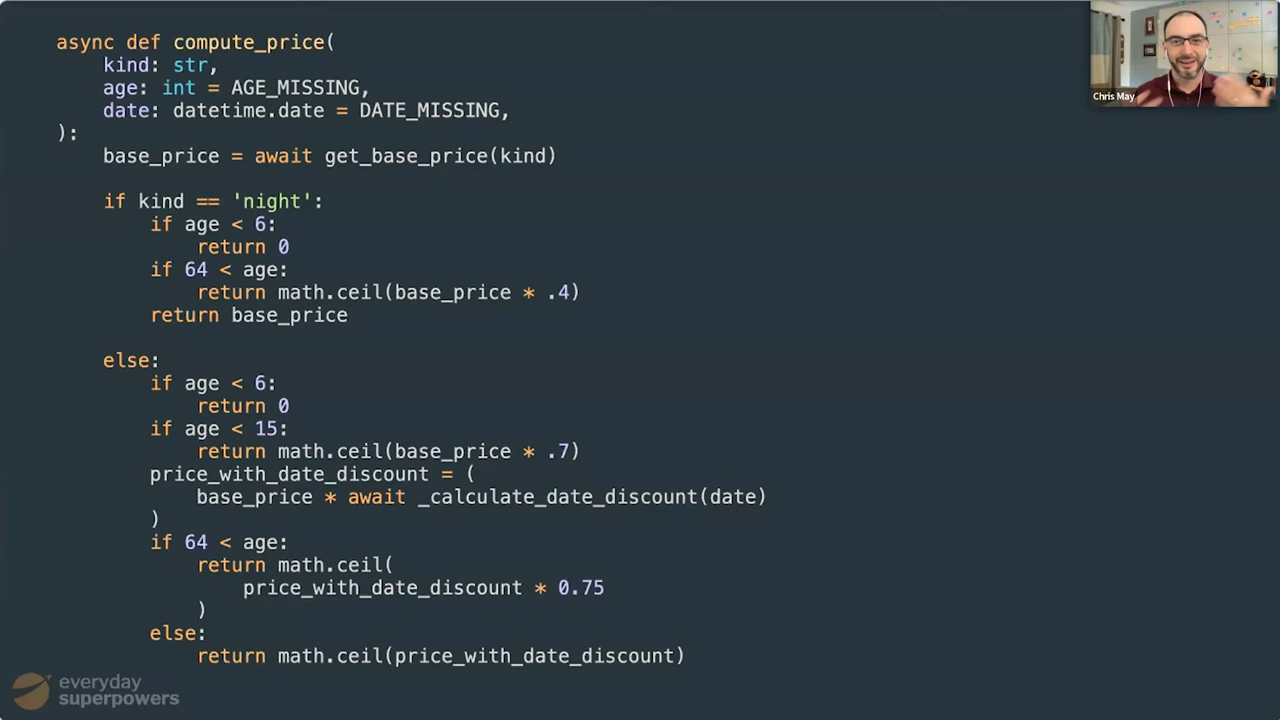 async def compute_price(
    kind: str,
    age: int = AGE_MISSING,
    date: datetime.date = DATE_MISSING,
):
    base_price = await get_base_price(kind)
    if kind == 'night':
        if age < 6:
            return 0
        if 64 < age:
            return math.ceil(base_price * .4)
        return base_price
    else:
        if age < 6:
            return 0
        if age < 15:
            return math.ceil(base_price * .7)
        price_with_date_discount = (
            base_price * await _calculate_date_discount(date)
        )
        if 64 < age:
            return math.ceil(
                price_with_date_discount * 0.75
            )
        else:
            return math.ceil(price_with_date_discount)
Chris May
everyday
superpowers